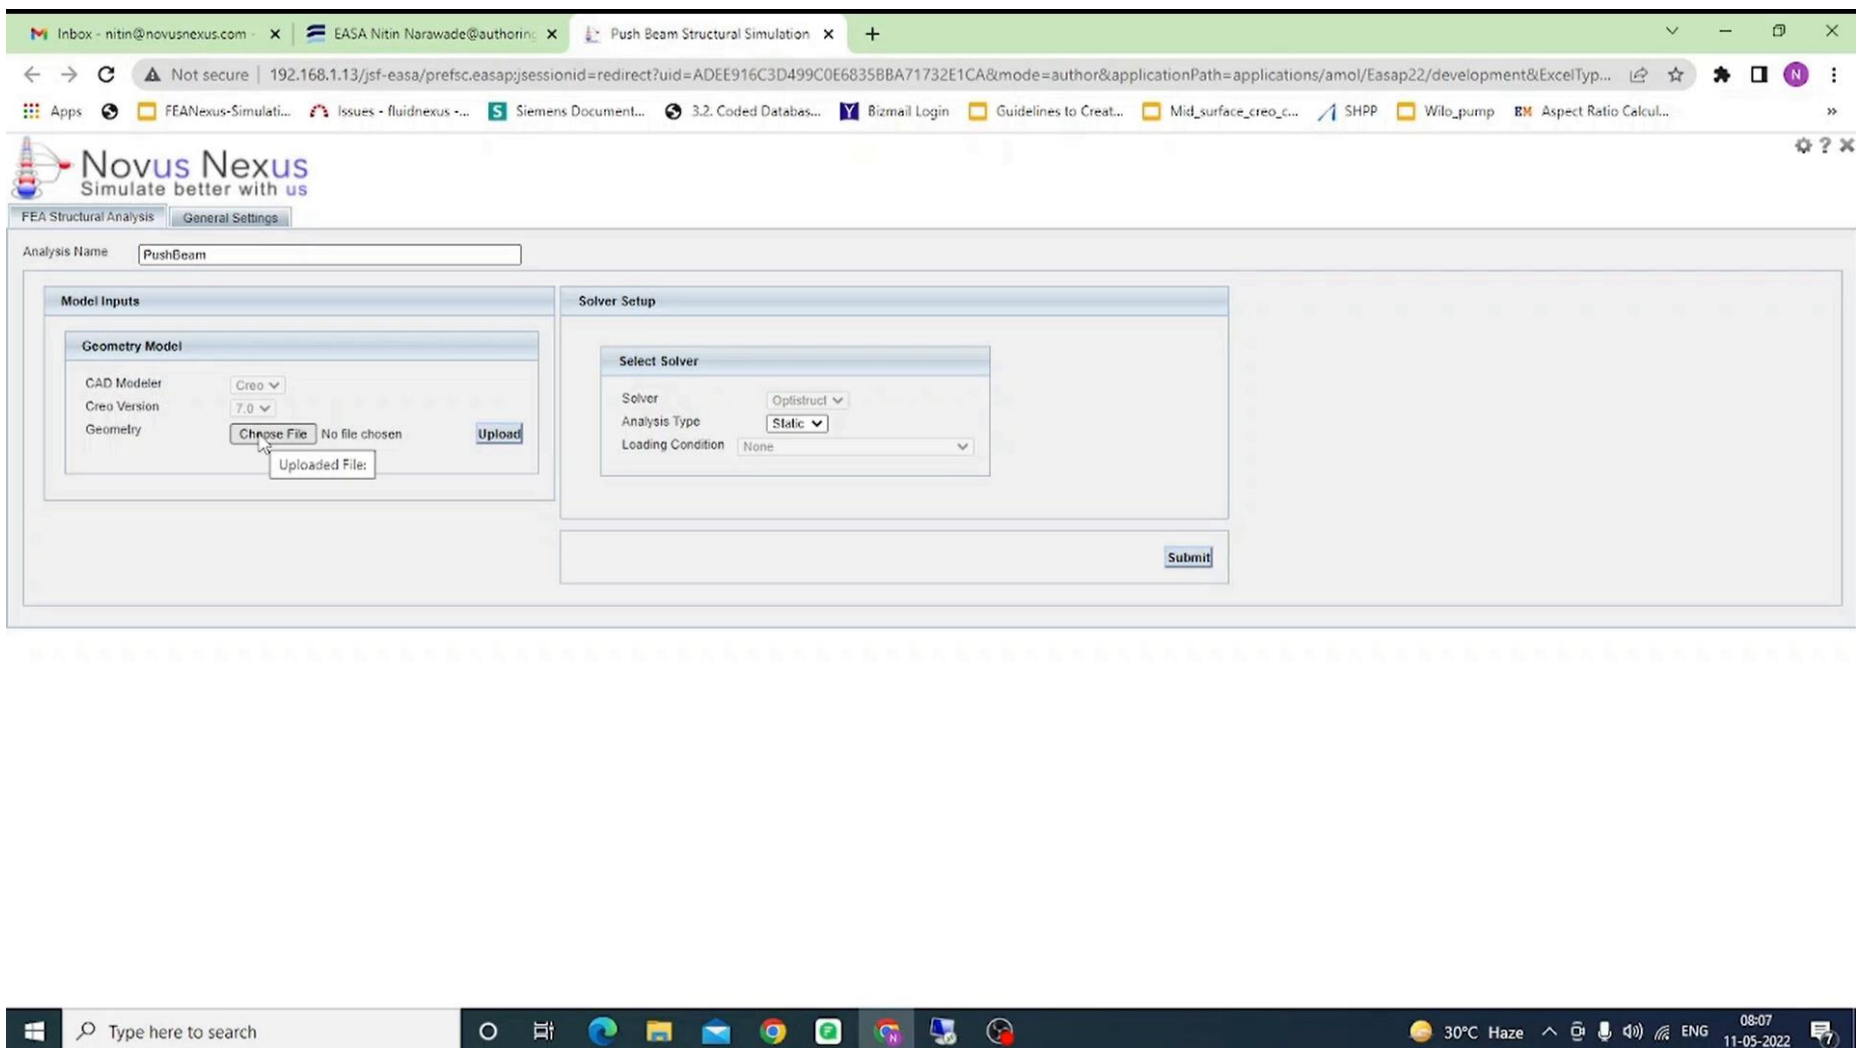 Inbox - nitin@novusnexus.com -
EASA Nitin Narawade@authoring
Push Beam Structural Simulation
Not secure | 192.168.1.13/jsf-easa/prefsc.easap;jsessionid=redirect?uid=ADEE916C3D499C0E6835BBA71732E1CA&mode=author&applicationPath=applications/amol/Easap22/development&ExcelTyp...
N
Apps
FEANexus-Simulati...
Issues - fluidnexus -...
S Siemens Document...
3.2. Coded Databas...
Y Bizmail Login
Guidelines to Creat...
Mid_surface_creo_c...
SHPP
Wilo_pump
EM Aspect Ratio Calcul...
»
Novus Nexus
Simulate better with us
FEA Structural Analysis
General Settings
Analysis Name
PushBeam
Model Inputs
Geometry Model
CAD Modeler Creo
Creo Version 7.0
Geometry Choose File No file chosen Upload
Uploaded File:
Solver Setup
Select Solver
Solver Optistruct
Analysis Type Static
Loading Condition None
Submit
Type here to search
30°C Haze
ENG
08:07
11-05-2022
7